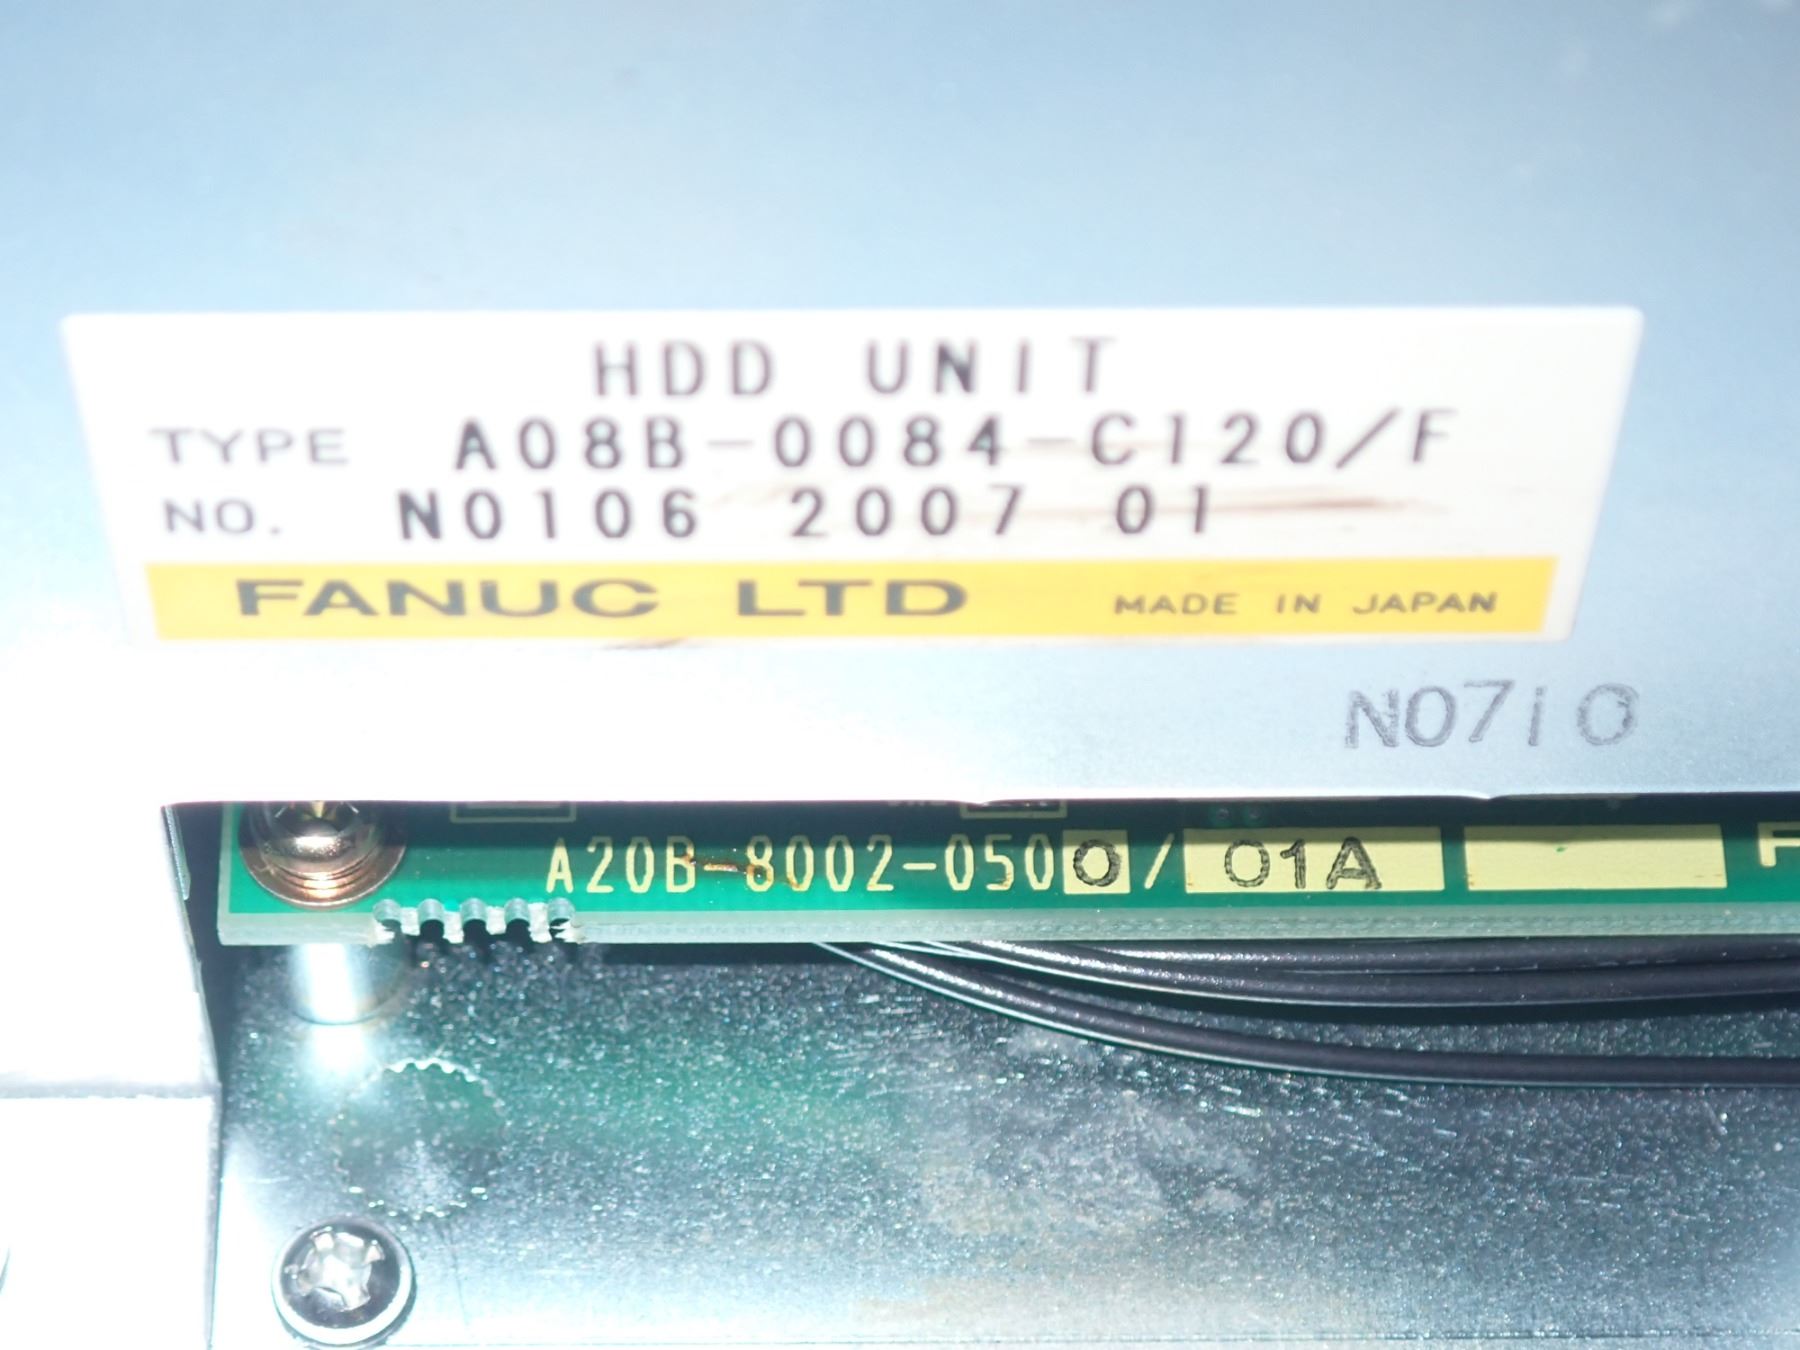 HDD UNIT
TYPE A08B-0084-C120/F
NO. N0106 2007 01
FANUC LTD MADE IN JAPAN
N0710
A20B-8002-0500/01A